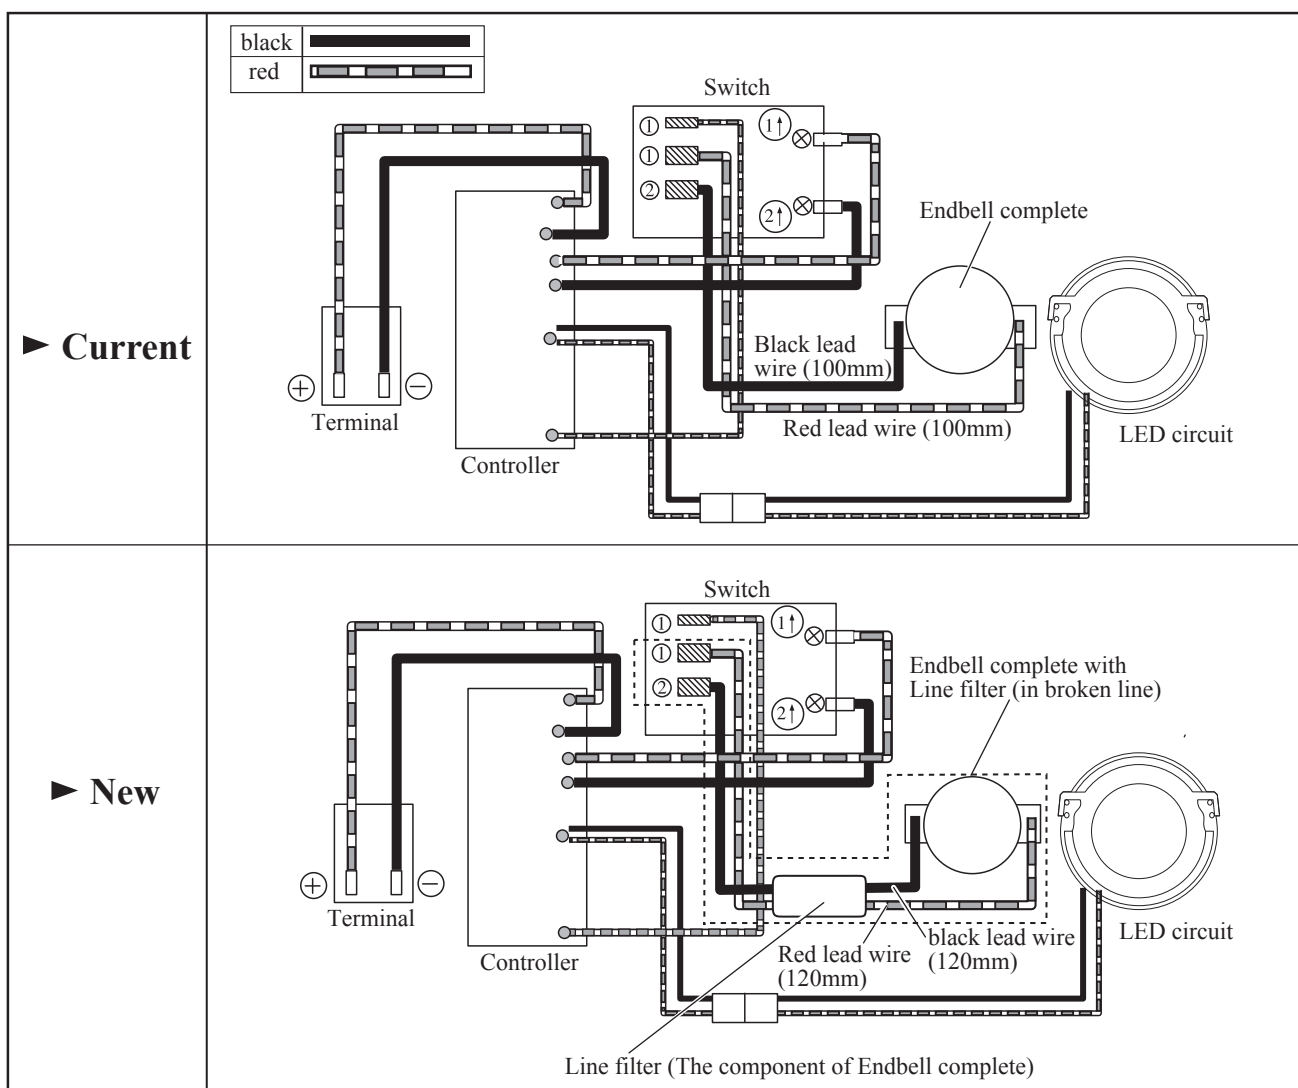 black
red
Switch
① 1↑
①
② 2↑
Endbell complete
► Current
Black lead
wire (100mm)
⊕ ⊖
Terminal
Red lead wire (100mm)
LED circuit
Controller
Switch
① 1↑
①
② 2↑
Endbell complete with
Line filter (in broken line)
► New
⊕ ⊖
Terminal
black lead wire
(120mm)
Red lead wire
(120mm)
LED circuit
Controller
Line filter (The component of Endbell complete)